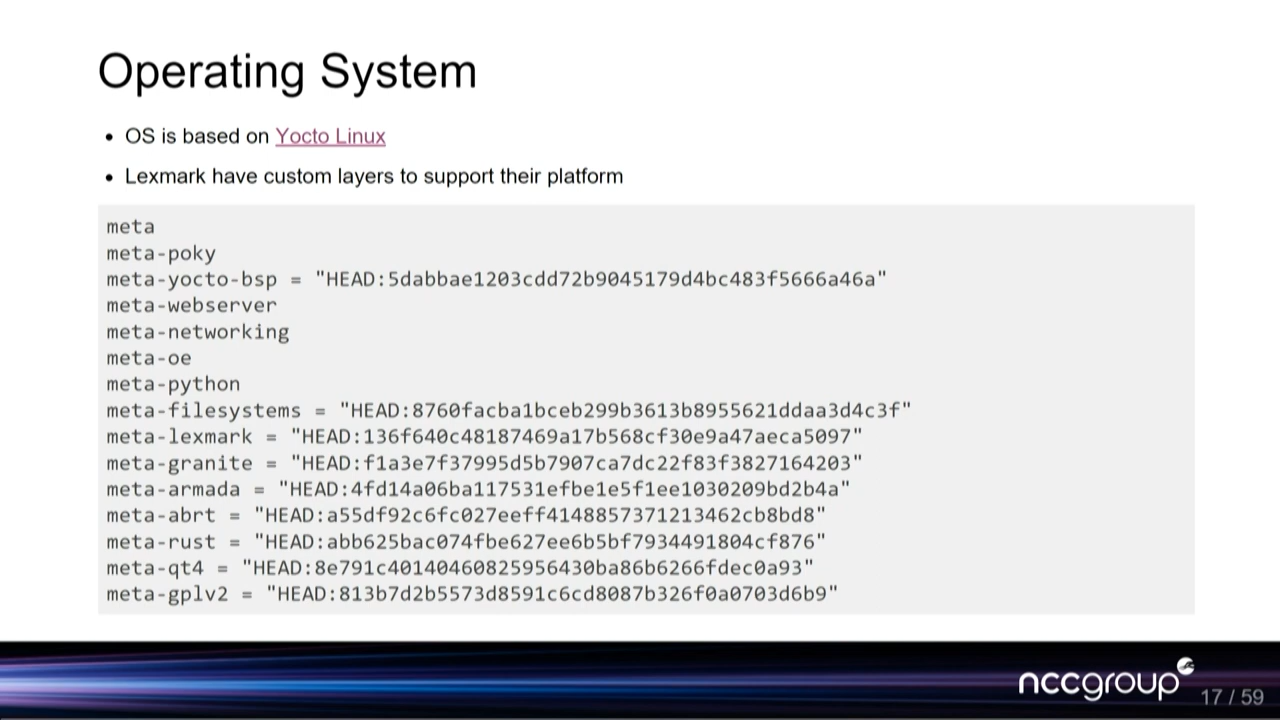 Operating System
• OS is based on Yocto Linux
• Lexmark have custom layers to support their platform
meta
meta-poky
meta-yocto-bsp = "HEAD:5dabbae1203cdd72b9045179d4bc483f5666a46a"
meta-webserver
meta-networking
meta-oe
meta-python
meta-filesystems = "HEAD:8760facba1bceb299b3613b8955621ddaa3d4c3f"
meta-lexmark = "HEAD:136f640c48187469a17b568cf30e9a47aeca5097"
meta-granite = "HEAD:f1a3e7f37995d5b7907ca7dc22f83f3827164203"
meta-armada = "HEAD:4fd14a06ba117531efbe1e5f1ee1030209bd2b4a"
meta-abrt = "HEAD:a55df92c6fc027eeff4148857371213462cb8bd8"
meta-rust = "HEAD:abb625bac074fbe627ee6b5bf7934491804cf876"
meta-qt4 = "HEAD:8e791c40140460825956430ba86b6266fdec0a93"
meta-gplv2 = "HEAD:813b7d2b5573d8591c6cd8087b326f0a0703d6b9"
nccgroup
17 / 59